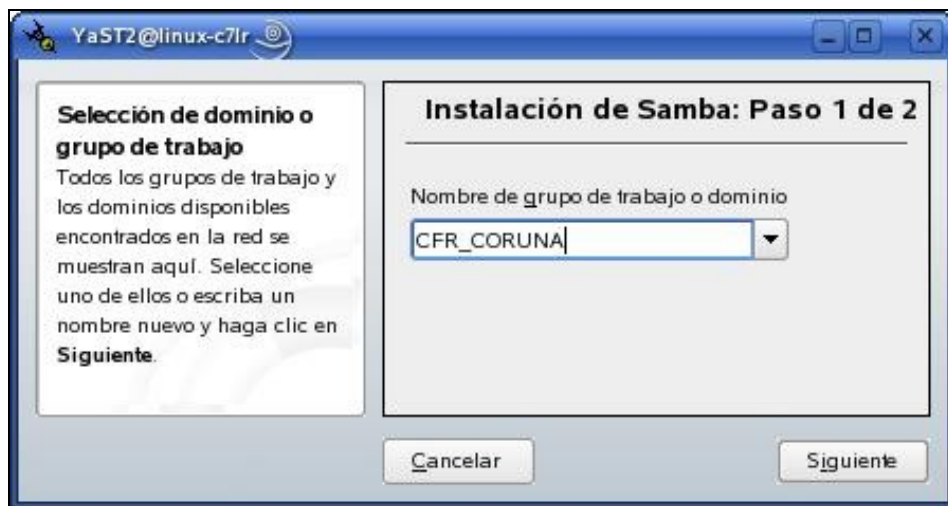 YaST2@linux-c7lr
Selección de dominio o
grupo de trabajo
Todos los grupos de trabajo y
los dominios disponibles
encontrados en la red se
muestran aquí. Seleccione
uno de ellos o escriba un
nombre nuevo y haga clic en
Siguiente.
Instalación de Samba: Paso 1 de 2
Nombre de grupo de trabajo o dominio
CFR_CORUNA
Cancelar
Siguiente